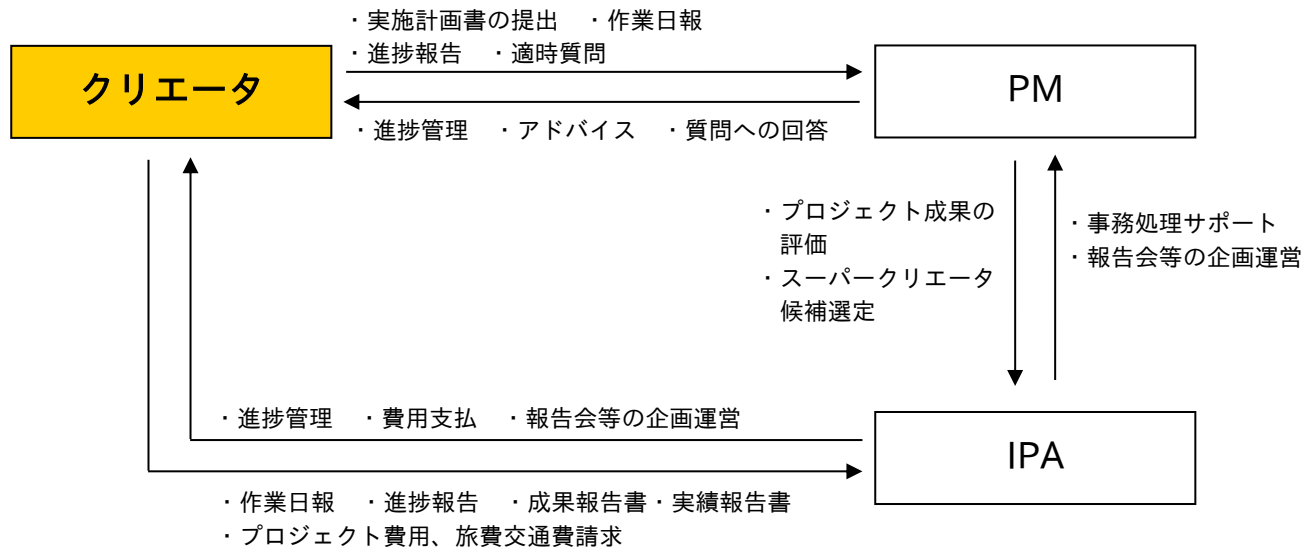 ・実施計画書の提出　・作業日報
・進捗報告　・適時質問
クリエータ
PM
・進捗管理　・アドバイス　・質問への回答
・プロジェクト成果の
評価
・スーパークリエータ
候補選定
・事務処理サポート
・報告会等の企画運営
・進捗管理　・費用支払　・報告会等の企画運営
IPA
・作業日報　・進捗報告　・成果報告書・実績報告書
・プロジェクト費用、旅費交通費請求